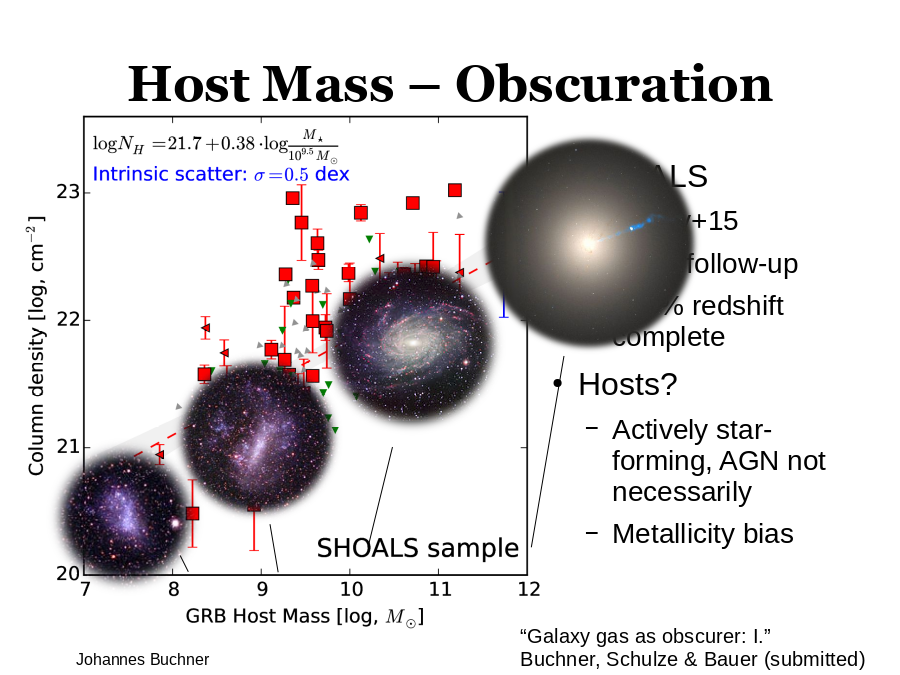 Host Mass – Obscuration
logN_H = 21.7+0.38·log M_⋆/10^9.5 M_⊙
Intrinsic scatter: σ=0.5 dex
23
22
21
20
7 8 9 10 11 12
Column density [log, cm⁻²]
GRB Host Mass [log, M_⊙]
SHOALS sample
follow-up
% redshift
complete
• Hosts?
– Actively star-
forming, AGN not
necessarily
– Metallicity bias
“Galaxy gas as obscurer: I.”
Buchner, Schulze & Bauer (submitted)
Johannes Buchner